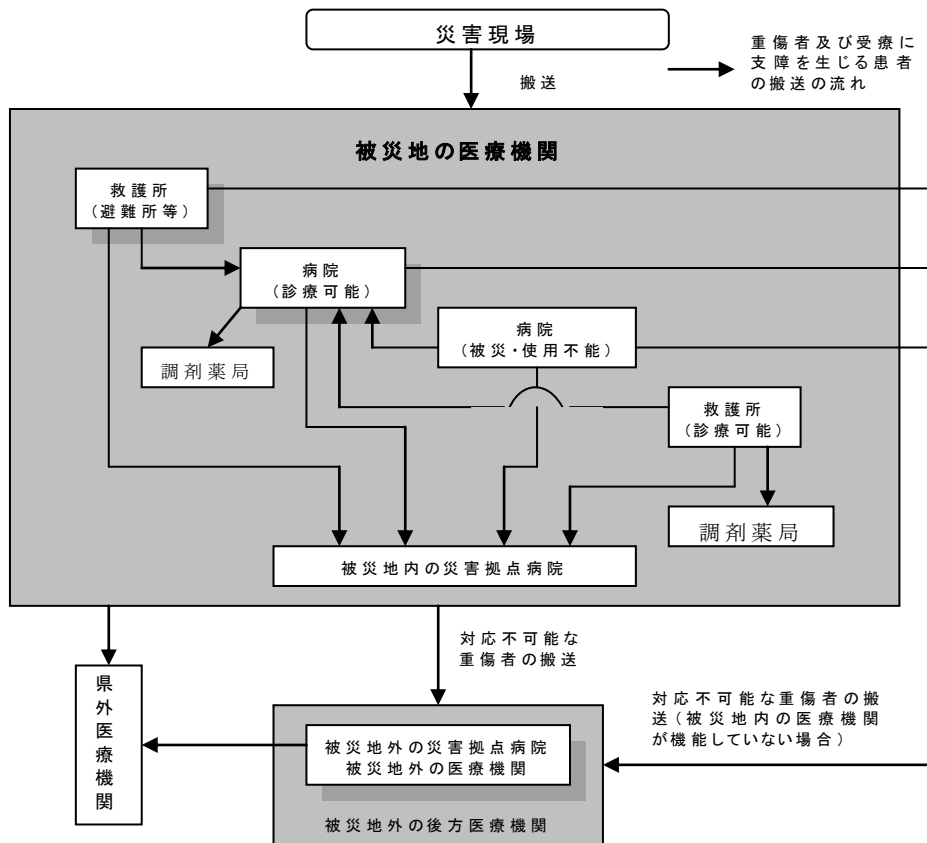 災害現場
搬送
重傷者及び受療に
支障を生じる患者
の搬送の流れ
被災地の医療機関
救護所
(避難所等)
病院
(診療可能)
病院
(被災・使用不能)
調剤薬局
救護所
(診療可能)
調剤薬局
被災地内の災害拠点病院
対応不可能な
重傷者の搬送
県外医療機関
対応不可能な重傷者の搬
送(被災地内の医療機関
が機能していない場合)
被災地外の災害拠点病院
被災地外の医療機関
被災地外の後方医療機関